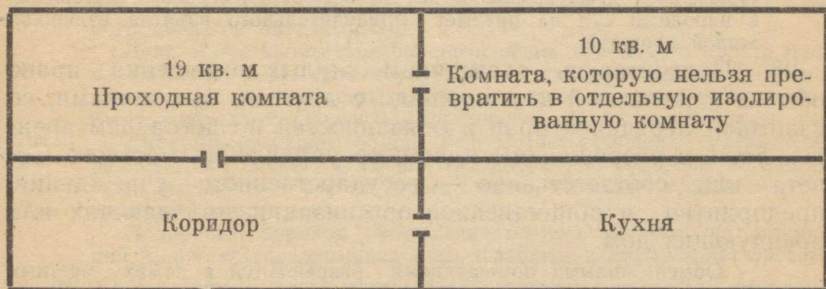 19 кв. м
Проходная комната
10 кв. м
Комната, которую нельзя пре-
вратить в отдельную изолиро-
ванную комнату
Коридор
Кухня